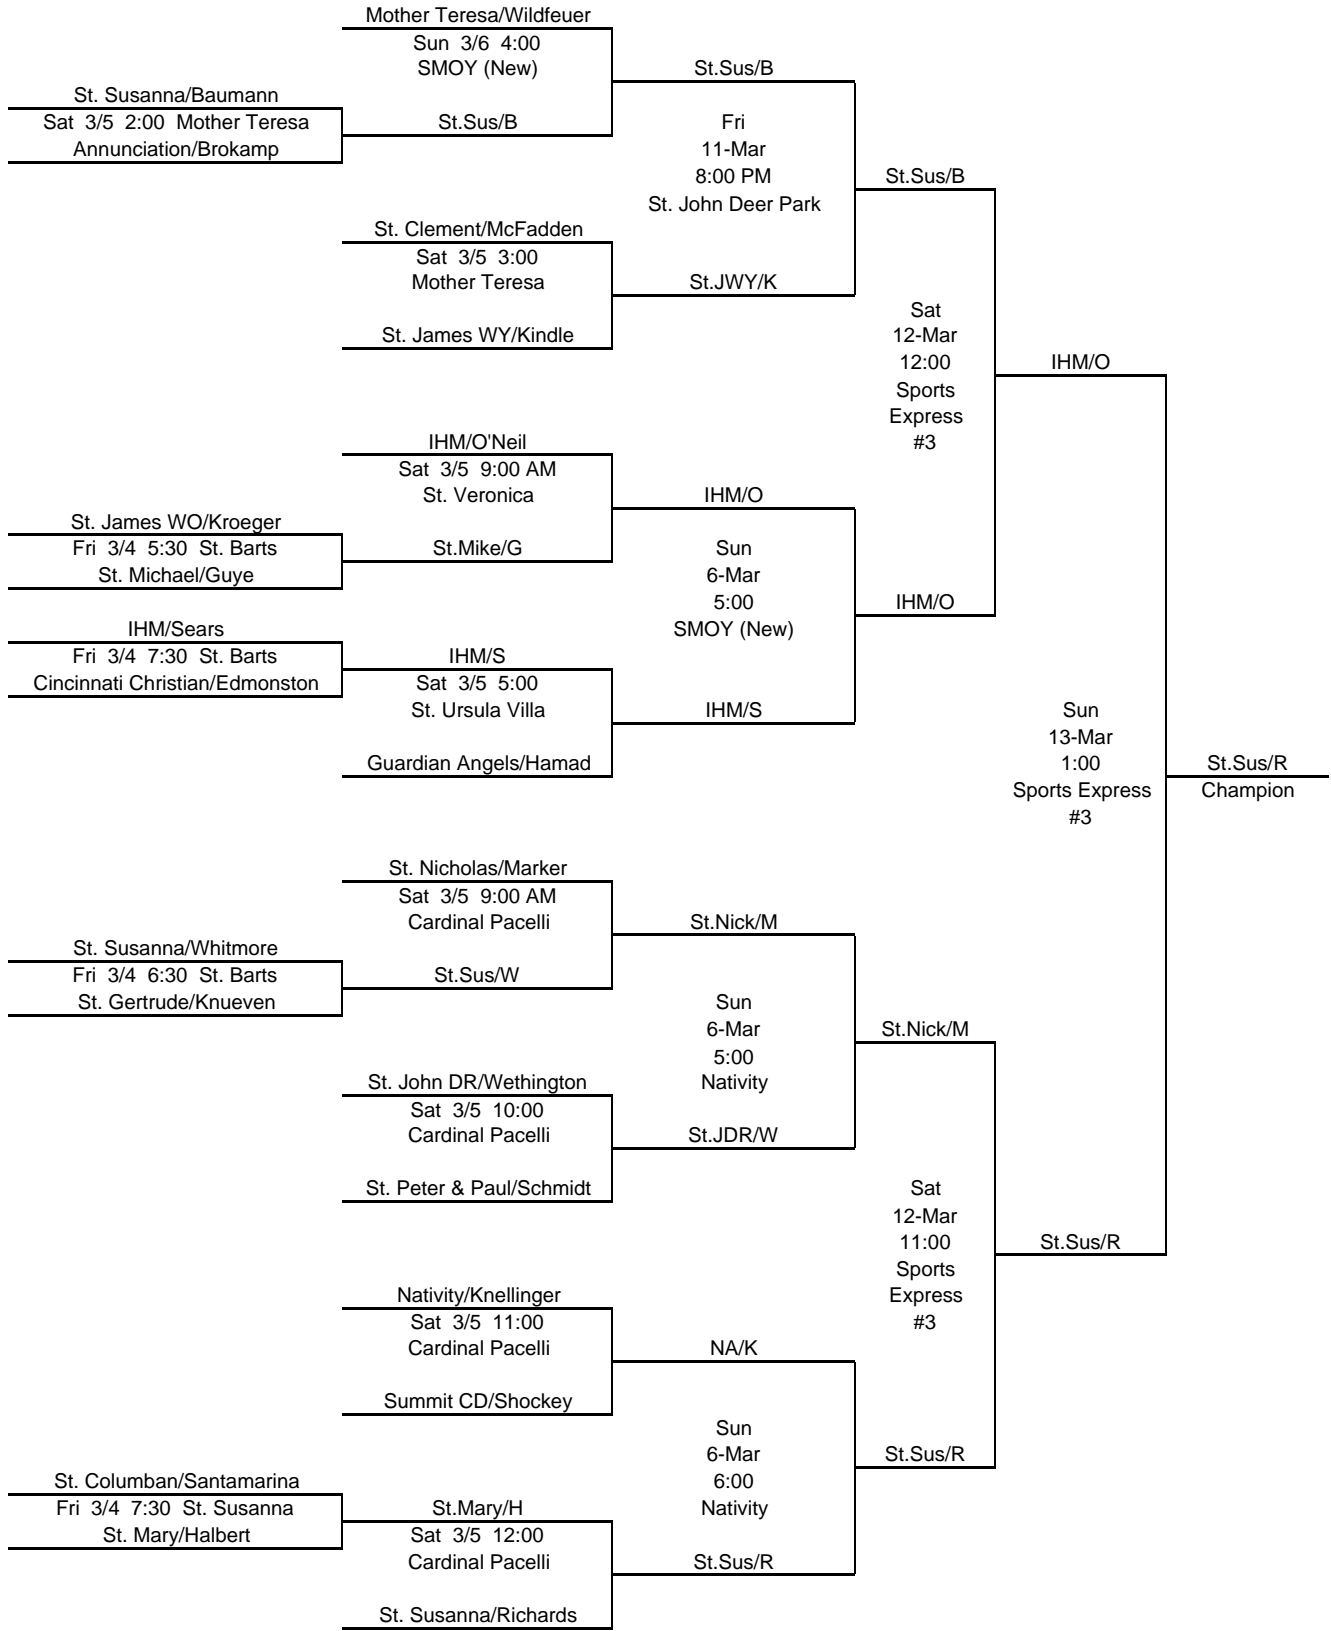 Mother Teresa/Wildfeuer
Sun 3/6 4:00
SMOY (New)
St.Sus/B
St. Susanna/Baumann
Sat 3/5 2:00 Mother Teresa
St.Sus/B
Fri
Annunciation/Brokamp
11-Mar
8:00 PM
St.Sus/B
St. John Deer Park
St. Clement/McFadden
Sat 3/5 3:00
Mother Teresa
St.JWY/K
Sat
St. James WY/Kindle
12-Mar
12:00
IHM/O
Sports
Express
#3
IHM/O'Neil
Sat 3/5 9:00 AM
St. Veronica
IHM/O
St. James WO/Kroeger
Fri 3/4 5:30 St. Barts
St.Mike/G
Sun
St. Michael/Guye
6-Mar
5:00
IHM/O
SMOY (New)
IHM/Sears
Fri 3/4 7:30 St. Barts
IHM/S
Cincinnati Christian/Edmonston
Sat 3/5 5:00
St. Ursula Villa
IHM/S
Sun
13-Mar
Guardian Angels/Hamad
1:00
St.Sus/R
Sports Express
Champion
#3
St. Nicholas/Marker
Sat 3/5 9:00 AM
Cardinal Pacelli
St.Nick/M
St. Susanna/Whitmore
Fri 3/4 6:30 St. Barts
St.Sus/W
St. Gertrude/Knueven
Sun
6-Mar
St.Nick/M
5:00
St. John DR/Wethington
Nativity
Sat 3/5 10:00
Cardinal Pacelli
St.JDR/W
St. Peter & Paul/Schmidt
Sat
12-Mar
11:00
St.Sus/R
Sports
Nativity/Knellinger
Express
Sat 3/5 11:00
#3
Cardinal Pacelli
NA/K
Summit CD/Shockey
Sun
6-Mar
St.Sus/R
St. Columban/Santamarina
6:00
Fri 3/4 7:30 St. Susanna
St.Mary/H
Nativity
St. Mary/Halbert
Sat 3/5 12:00
Cardinal Pacelli
St.Sus/R
St. Susanna/Richards